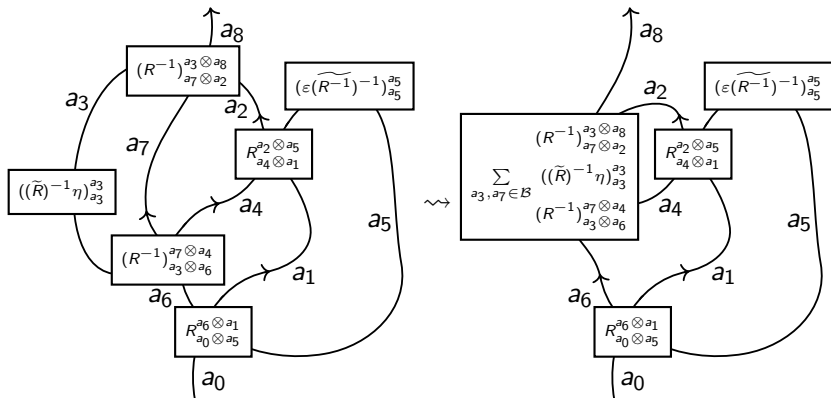 a₈
(R⁻¹)^{a₃⊗a₈}_{a₇⊗a₂}
(ε(\widetilde{R⁻¹})⁻¹)^{a₅}_{a₅}
a₃
a₂
a₇
R^{a₂⊗a₅}_{a₄⊗a₁}
((\widetilde{R})⁻¹η)^{a₃}_{a₃}
a₄
a₅
(R⁻¹)^{a₇⊗a₄}_{a₃⊗a₆}
a₁
a₆
R^{a₆⊗a₁}_{a₀⊗a₅}
a₀
⇝
a₈
a₂
(ε(\widetilde{R⁻¹})⁻¹)^{a₅}_{a₅}
(R⁻¹)^{a₃⊗a₈}_{a₇⊗a₂}
∑_{a₃,a₇∈ℬ} ((\widetilde{R})⁻¹η)^{a₃}_{a₃}
(R⁻¹)^{a₇⊗a₄}_{a₃⊗a₆}
R^{a₂⊗a₅}_{a₄⊗a₁}
a₄
a₅
a₁
a₆
R^{a₆⊗a₁}_{a₀⊗a₅}
a₀